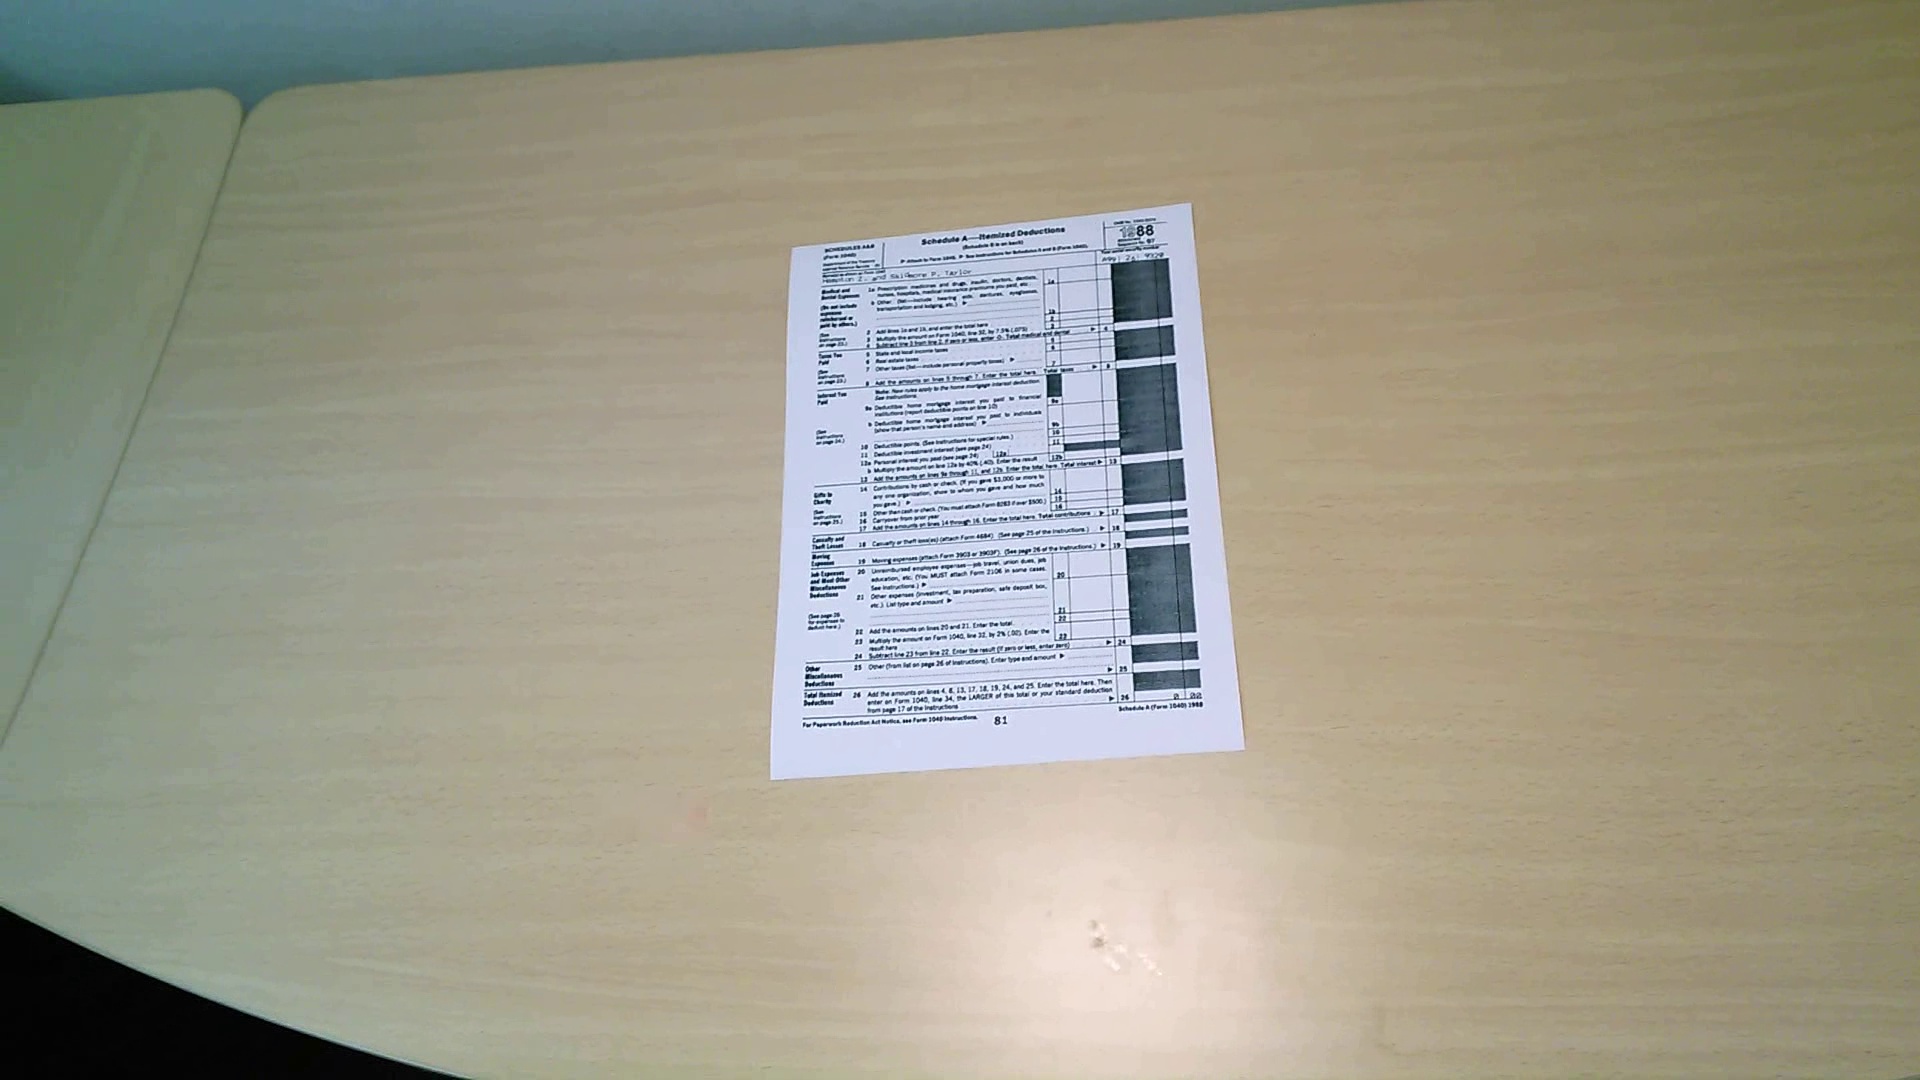 SCHEDULES A&B
(Form 1040)
Department of the Treasury
Internal Revenue Service
Schedule A—Itemized Deductions
(Schedule B is on back)
▶ Attach to Form 1040. ▶ See Instructions for Schedules A and B (Form 1040).
OMB No. 1545-0074
1988
Attachment
Sequence No. 07
Name(s) as shown on Form 1040
Your social security number
and Skidmore P. Taylor
Medical and
Dental Expenses
(Do not include
expenses
reimbursed or
paid by others.)
(See
Instructions
on page 23.)
1a Prescription medicines and drugs, insulin, doctors, dentists,
nurses, hospitals, medical insurance premiums you paid, etc. 1a
b Other. (List—include hearing aids, dentures, eyeglasses,
transportation and lodging, etc.) ▶
1b
2 Add lines 1a and 1b, and enter the total here 2
3 Multiply the amount on Form 1040, line 32, by 7.5% (.075) 3
4 Subtract line 3 from line 2. If zero or less, enter -0-. Total medical and dental ▶ 4
Taxes You
Paid
(See
Instructions
on page 23.)
5 State and local income taxes 5
6 Real estate taxes 6
7 Other taxes (list—include personal property taxes) ▶
7
8 Add the amounts on lines 5 through 7. Enter the total here. Total taxes ▶ 8
Interest You
Paid
(See
Instructions
on page 24.)
Note: New rules apply to the home mortgage interest deduction.
See Instructions.
9a Deductible home mortgage interest you paid to financial
institutions (report deductible points on line 10) 9a
b Deductible home mortgage interest you paid to individuals
(show that person's name and address) ▶
9b
10 Deductible points. (See Instructions for special rules.) 10
11 Deductible investment interest (see page 24) 11
12a Personal interest you paid (see page 24) 12a
b Multiply the amount on line 12a by 40% (.40). Enter the result 12b
13 Add the amounts on lines 9a through 11, and 12b. Enter the total here. Total interest ▶ 13
Gifts to
Charity
(See
Instructions
on page 25.)
14 Contributions by cash or check. (If you gave $3,000 or more to
any one organization, show to whom you gave and how much
you gave.) ▶
14
15 Other than cash or check. (You must attach Form 8283 if over $500.) 15
16 Carryover from prior year 16
17 Add the amounts on lines 14 through 16. Enter the total here. Total contributions ▶ 17
Casualty and
Theft Losses
18 Casualty or theft loss(es) (attach Form 4684). (See page 25 of the Instructions.) ▶ 18
Moving
Expenses
19 Moving expenses (attach Form 3903 or 3903F). (See page 26 of the Instructions.) ▶ 19
Job Expenses
and Most Other
Miscellaneous
Deductions
(See page 26
for expenses to
deduct here.)
20 Unreimbursed employee expenses—job travel, union dues, job
education, etc. (You MUST attach Form 2106 in some cases.
See Instructions.) ▶
20
21 Other expenses (investment, tax preparation, safe deposit box,
etc.). List type and amount ▶
21
22 Add the amounts on lines 20 and 21. Enter the total 22
23 Multiply the amount on Form 1040, line 32, by 2% (.02). Enter the
result here 23
24 Subtract line 23 from line 22. Enter the result (if zero or less, enter zero) ▶ 24
Other
Miscellaneous
Deductions
25 Other (from list on page 26 of Instructions). Enter type and amount ▶
▶ 25
Total Itemized
Deductions
26 Add the amounts on lines 4, 8, 13, 17, 18, 19, 24, and 25. Enter the total here. Then
enter on Form 1040, line 34, the LARGER of this total or your standard deduction
from page 17 of the Instructions ▶ 26 0 00
For Paperwork Reduction Act Notice, see Form 1040 Instructions.
81
Schedule A (Form 1040) 1988